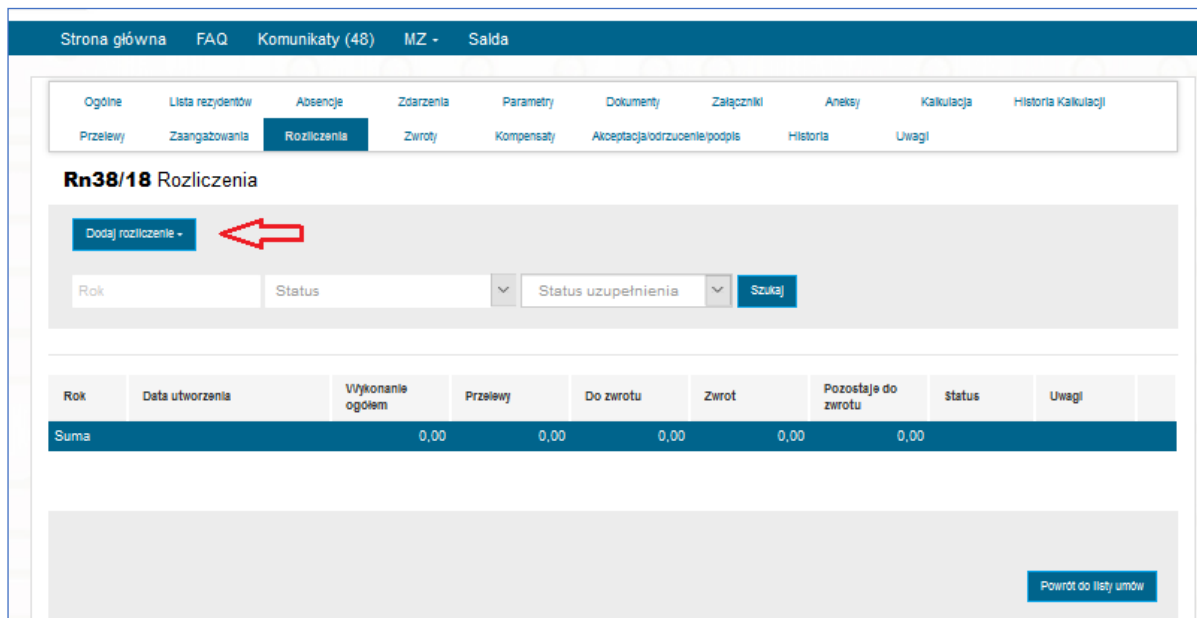 Strona główna FAQ Komunikaty (48) MZ Salda
Ogólne Lista rezydentów Absencje Zdarzenia Parametry Dokumenty Załączniki Aneksy Kalkulacja Historia Kalkulacji
Przelewy Zaangażowania Rozliczenia Zwroty Kompensaty Akceptacja/odrzucenie/podpis Historia Uwagi
Rn38/18 Rozliczenia
Dodaj rozliczenie
Rok Status Status uzupełnienia Szukaj
Rok Data utworzenia Wykonanie ogółem Przelewy Do zwrotu Zwrot Pozostaje do zwrotu Status Uwagi
Suma 0,00 0,00 0,00 0,00 0,00
Powrót do listy umów